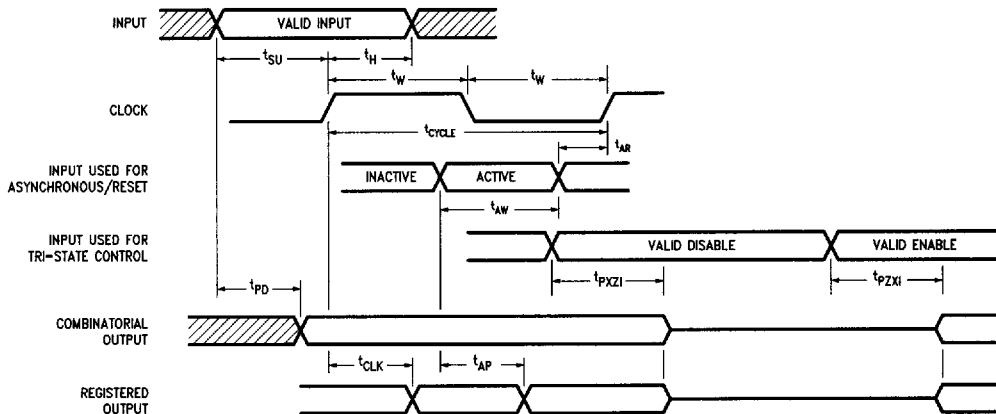 INPUT
VALID INPUT
tSU
tH
tW
tW
CLOCK
tCYCLE
tAR
INPUT USED FOR
ASYNCHRONOUS/RESET
INACTIVE
ACTIVE
tAW
INPUT USED FOR
TRI-STATE CONTROL
VALID DISABLE
VALID ENABLE
tPXZI
tPZXI
tPD
COMBINATORIAL
OUTPUT
tCLK
tAP
REGISTERED
OUTPUT